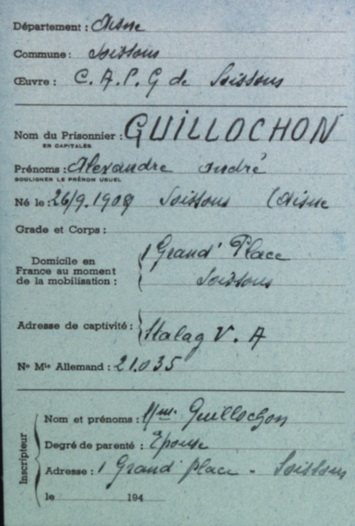 Département : Aisne
Commune : Soissons
Œuvre : C. A. P. G de Soissons
Nom du Prisonnier : GUILLOCHON
EN CAPITALES
Prénoms : Alexandre André
SOULIGNER LE PRÉNOM USUEL
Né le : 26/9.1909 Soissons (Aisne
Grade et Corps :
Domicile en
France au moment
de la mobilisation :
1 Grand' Place
Soissons
Adresse de captivité : Stalag V. A
No Mle Allemand : 21.035
Inscripteur
Nom et prénoms : Mme Guillochon
Degré de parenté : Epouse
Adresse : 1 Grand place - Soissons
le 194